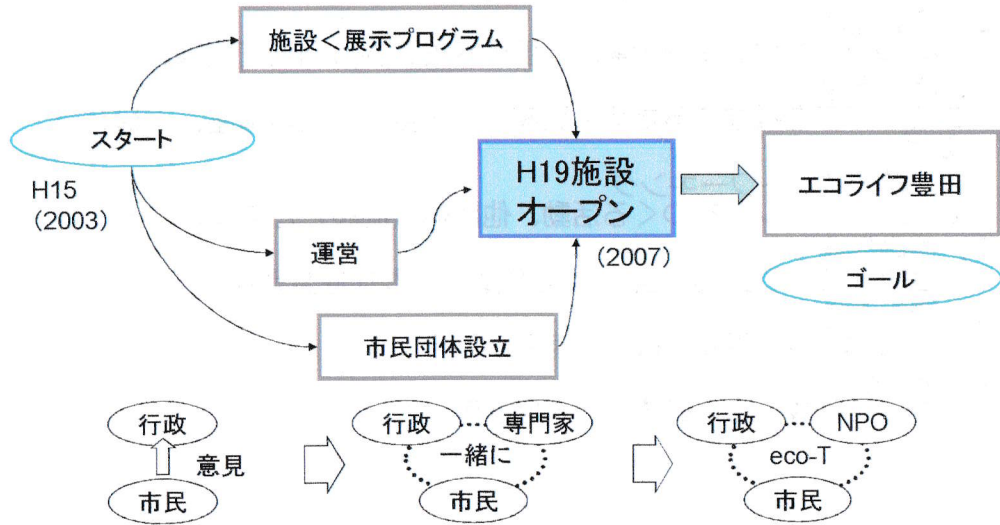 施設＜展示プログラム
スタート
H15
（2003）
運営
市民団体設立
H19施設
オープン
（2007）
エコライフ豊田
ゴール
行政
意見
市民
行政
専門家
一緒に
市民
行政
NPO
eco-T
市民